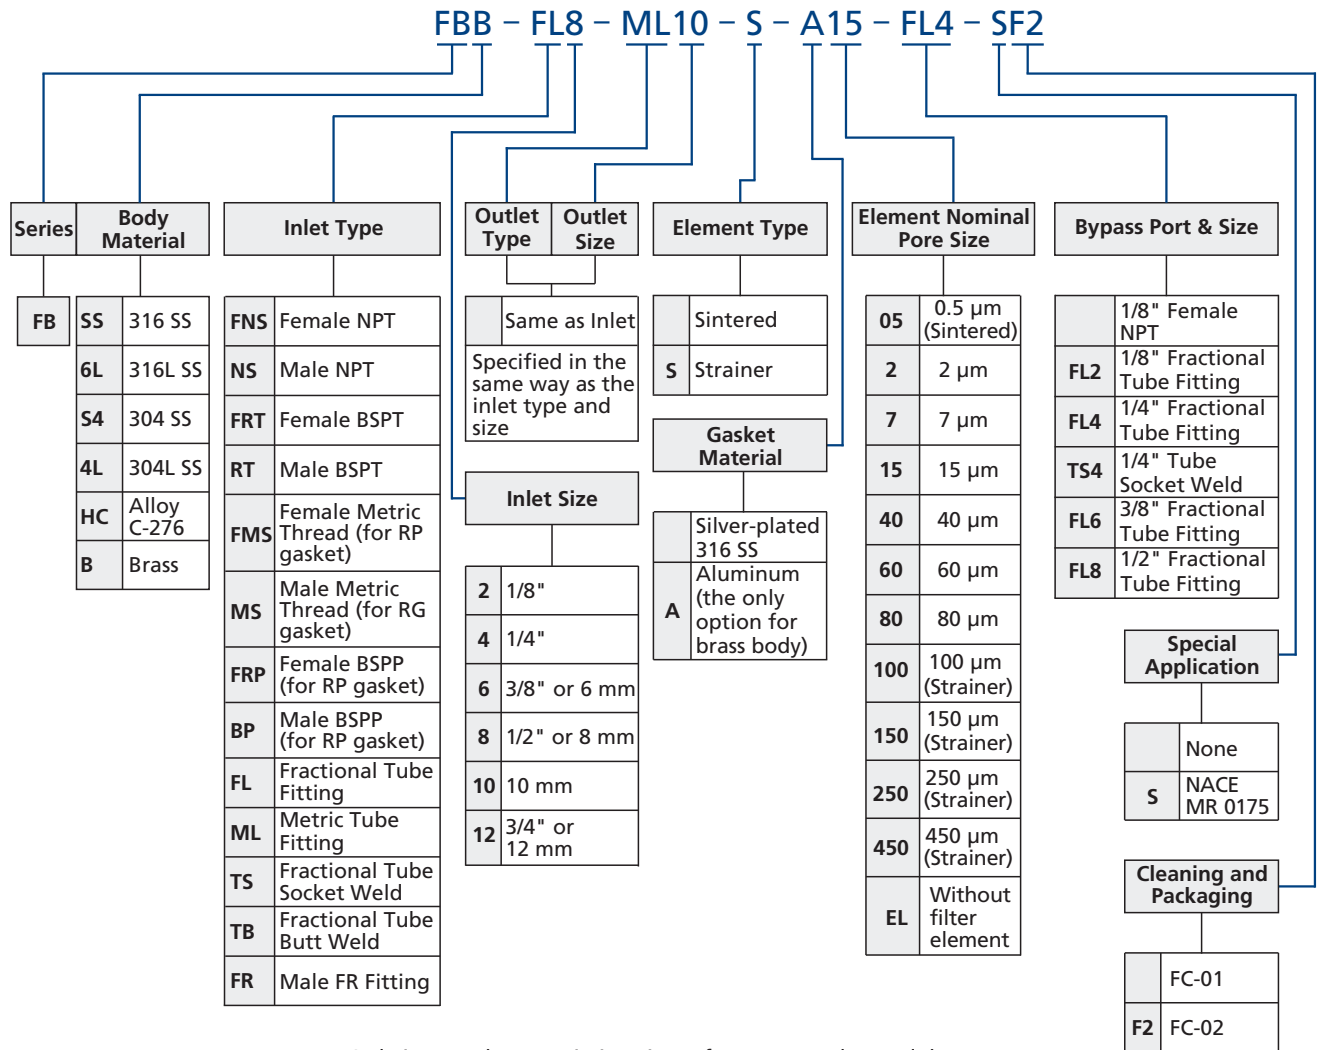 FBB – FL8 – ML10 – S – A15 – FL4 – SF2
Series
FB
Body
Material
SS 316 SS
6L 316L SS
S4 304 SS
4L 304L SS
HC Alloy
C-276
B Brass
Inlet Type
FNS Female NPT
NS Male NPT
FRT Female BSPT
RT Male BSPT
FMS Female Metric
Thread (for RP
gasket)
MS Male Metric
Thread (for RG
gasket)
FRP Female BSPP
(for RP gasket)
BP Male BSPP
(for RP gasket)
FL Fractional Tube
Fitting
ML Metric Tube
Fitting
TS Fractional Tube
Socket Weld
TB Fractional Tube
Butt Weld
FR Male FR Fitting
Outlet
Type
Outlet
Size
Same as Inlet
Specified in the
same way as the
inlet type and
size
Inlet Size
2 1/8"
4 1/4"
6 3/8" or 6 mm
8 1/2" or 8 mm
10 10 mm
12 3/4" or
12 mm
Element Type
Sintered
S Strainer
Gasket
Material
Silver-plated
316 SS
A Aluminum
(the only
option for
brass body)
Element Nominal
Pore Size
05 0.5 μm
(Sintered)
2 2 μm
7 7 μm
15 15 μm
40 40 μm
60 60 μm
80 80 μm
100 100 μm
(Strainer)
150 150 μm
(Strainer)
250 250 μm
(Strainer)
450 450 μm
(Strainer)
EL Without
filter
element
Bypass Port & Size
1/8" Female
NPT
FL2 1/8" Fractional
Tube Fitting
FL4 1/4" Fractional
Tube Fitting
TS4 1/4" Tube
Socket Weld
FL6 3/8" Fractional
Tube Fitting
FL8 1/2" Fractional
Tube Fitting
Special
Application
None
S NACE
MR 0175
Cleaning and
Packaging
FC-01
F2 FC-02